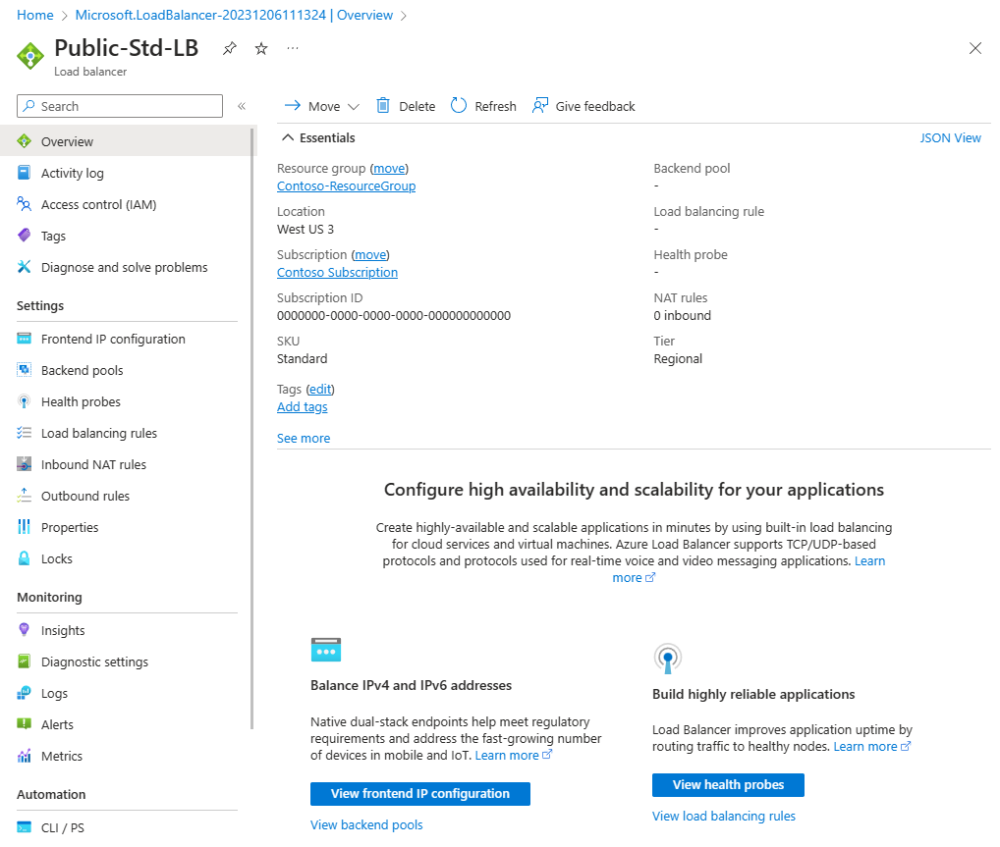 Home > Microsoft.LoadBalancer-20231206111324 | Overview >
Public-Std-LB ...
Load balancer
Search «
Overview
Activity log
Access control (IAM)
Tags
Diagnose and solve problems
Settings
Frontend IP configuration
Backend pools
Health probes
Load balancing rules
Inbound NAT rules
Outbound rules
Properties
Locks
Monitoring
Insights
Diagnostic settings
Logs
Alerts
Metrics
Automation
CLI / PS
Move Delete Refresh Give feedback
Essentials JSON View
Resource group (move)
Contoso-ResourceGroup
Location
West US 3
Subscription (move)
Contoso Subscription
Subscription ID
0000000-0000-0000-0000-000000000000
SKU
Standard
Tags (edit)
Add tags
See more
Backend pool
-
Load balancing rule
-
Health probe
-
NAT rules
0 inbound
Tier
Regional
Configure high availability and scalability for your applications
Create highly-available and scalable applications in minutes by using built-in load balancing
for cloud services and virtual machines. Azure Load Balancer supports TCP/UDP-based
protocols and protocols used for real-time voice and video messaging applications. Learn
more
Balance IPv4 and IPv6 addresses
Native dual-stack endpoints help meet regulatory
requirements and address the fast-growing number
of devices in mobile and IoT. Learn more
View frontend IP configuration
View backend pools
Build highly reliable applications
Load Balancer improves application uptime by
routing traffic to healthy nodes. Learn more
View health probes
View load balancing rules